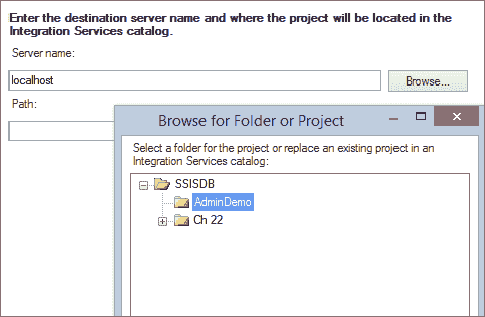 Enter the destination server name and where the project will be located in the
Integration Services catalog.
Server name:
localhost
Browse...
Path:
Browse for Folder or Project
Select a folder for the project or replace an existing project in an
Integration Services catalog:
SSISDB
AdminDemo
Ch 22